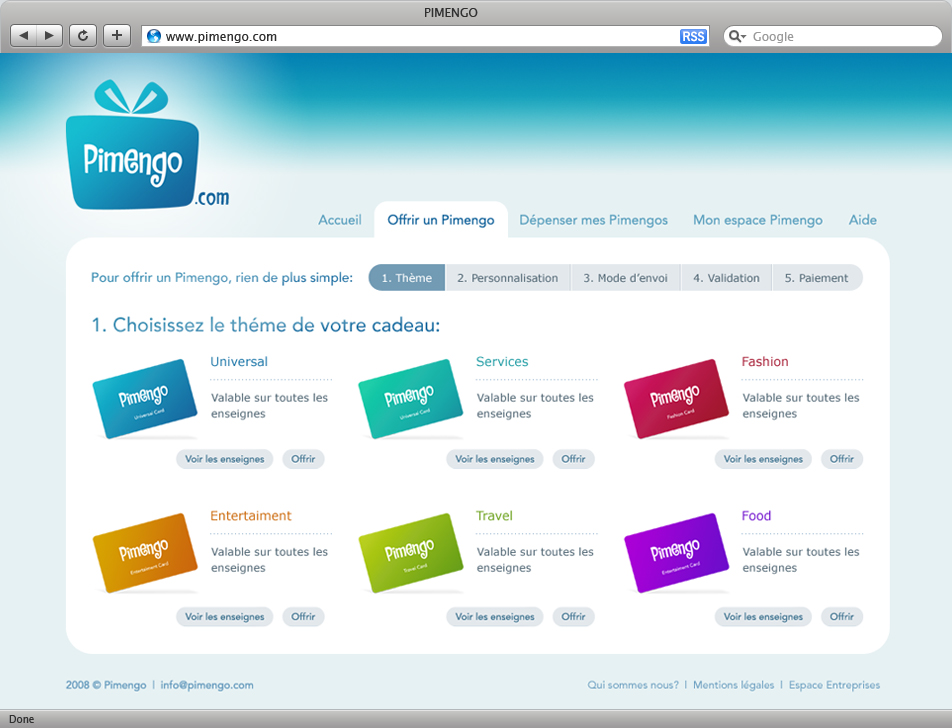 PIMENGO
www.pimengo.com RSS Google
Pimengo
.com
Accueil Offrir un Pimengo Dépenser mes Pimengos Mon espace Pimengo Aide
Pour offrir un Pimengo, rien de plus simple: 1. Thème 2. Personnalisation 3. Mode d'envoi 4. Validation 5. Paiement
1. Choisissez le théme de votre cadeau:
Universal
Pimengo
Universal Card
Valable sur toutes les
enseignes
Voir les enseignes Offrir
Services
Pimengo
Universal Card
Valable sur toutes les
enseignes
Voir les enseignes Offrir
Fashion
Pimengo
Fashion Card
Valable sur toutes les
enseignes
Voir les enseignes Offrir
Entertaiment
Pimengo
Entertaiment Card
Valable sur toutes les
enseignes
Voir les enseignes Offrir
Travel
Pimengo
Travel Card
Valable sur toutes les
enseignes
Voir les enseignes Offrir
Food
Pimengo
Entertaiment Card
Valable sur toutes les
enseignes
Voir les enseignes Offrir
2008 © Pimengo | info@pimengo.com Qui sommes nous? | Mentions légales | Espace Entreprises
Done